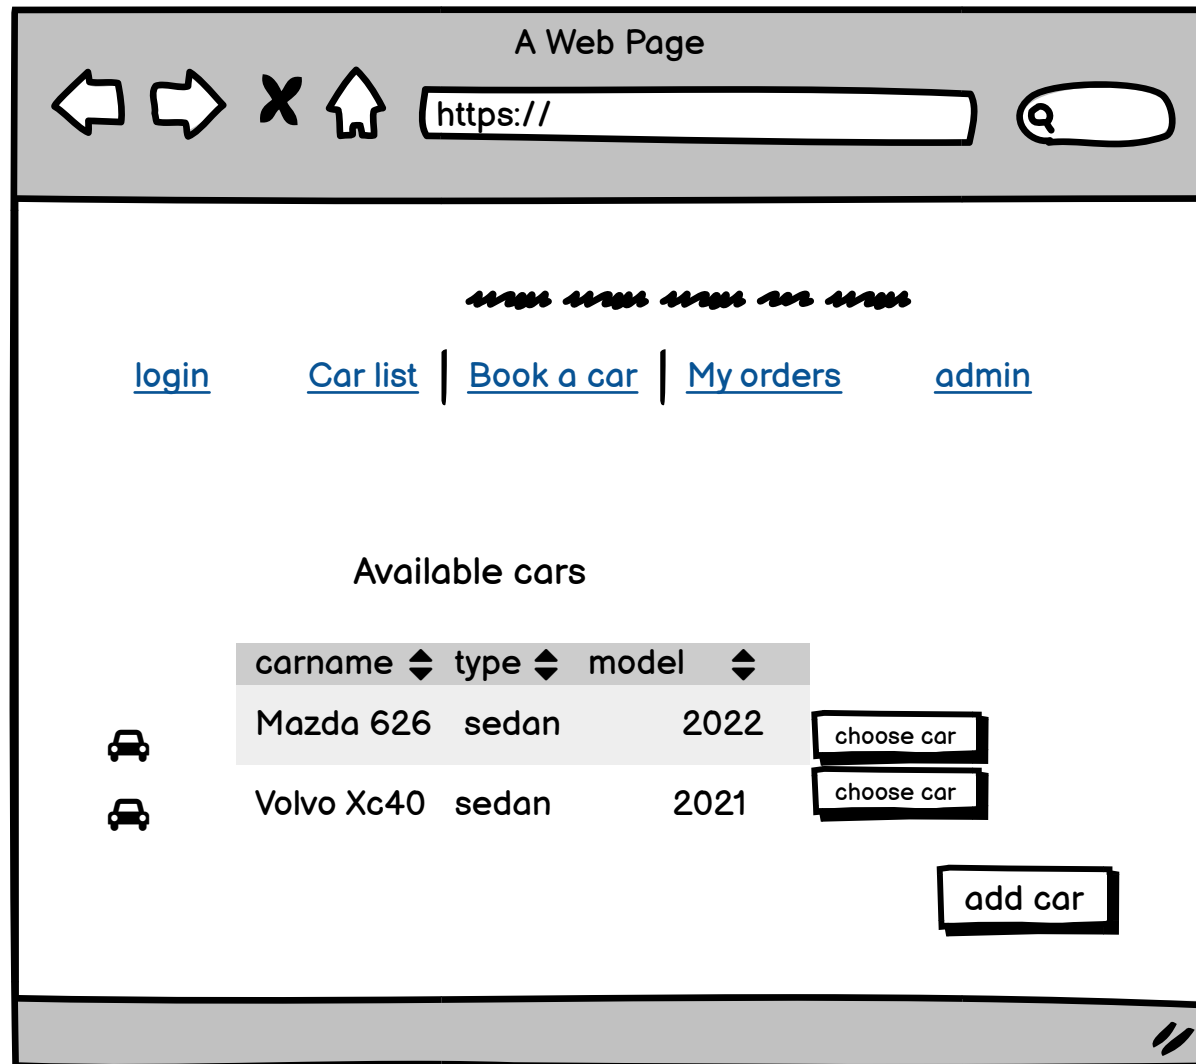 A Web Page
https://
login Car list Book a car My orders admin
Available cars
carname type model
Mazda 626 sedan 2022 choose car
Volvo Xc40 sedan 2021 choose car
add car